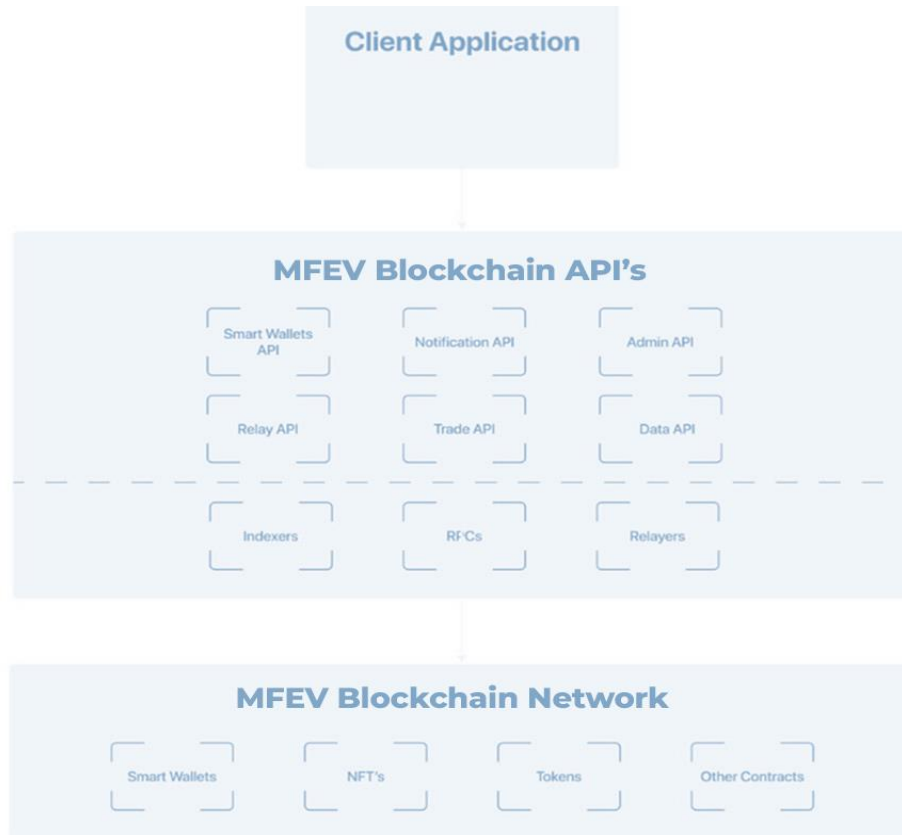 Client Application
MFEV Blockchain API’s
Smart Wallets
API
Notification API
Admin API
Relay API
Trade API
Data API
Indexers
RPCs
Relayers
MFEV Blockchain Network
Smart Wallets
NFT's
Tokens
Other Contracts